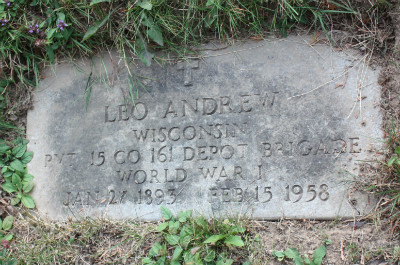 LEO ANDREW
WISCONSIN
PVT 15 CO 161 DEPOT BRIGADE
WORLD WAR I
JAN 27 1893 FEB 15 1958